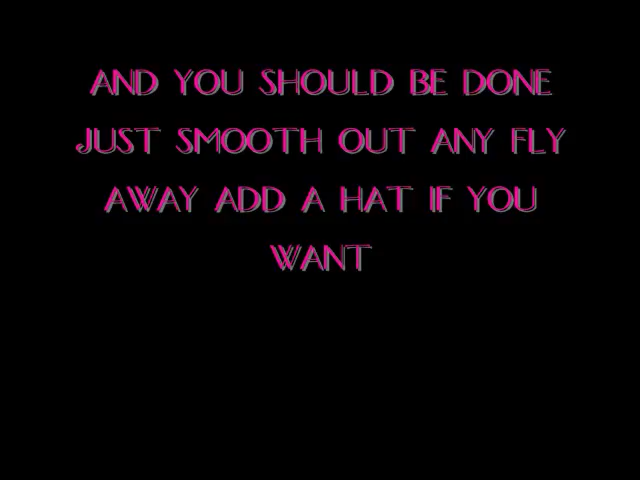 AND YOU SHOULD BE DONE
JUST SMOOTH OUT ANY FLY
AWAY ADD A HAT IF YOU
WANT